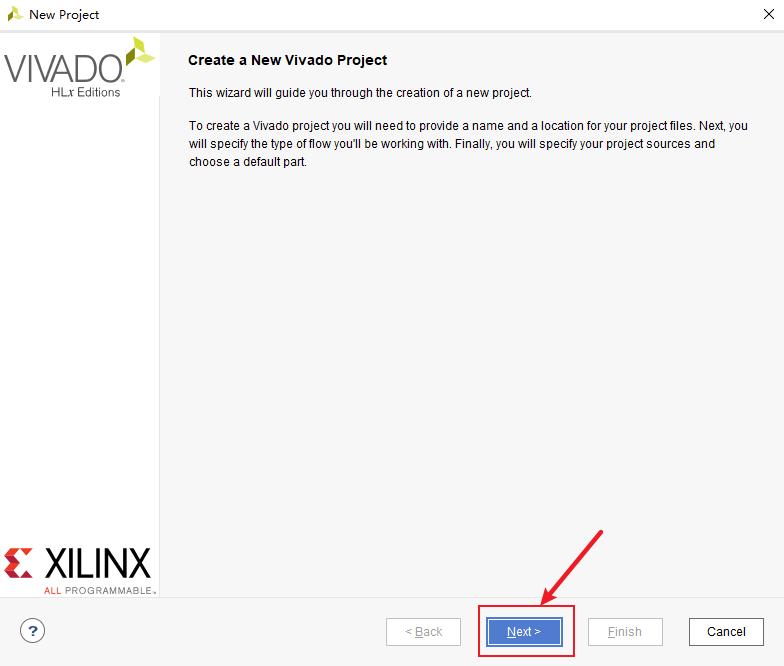 New Project
VIVADO
HLx Editions
Create a New Vivado Project
This wizard will guide you through the creation of a new project.
To create a Vivado project you will need to provide a name and a location for your project files. Next, you
will specify the type of flow you'll be working with. Finally, you will specify your project sources and
choose a default part.
XILINX
ALL PROGRAMMABLE™
?
< Back
Next >
Finish
Cancel